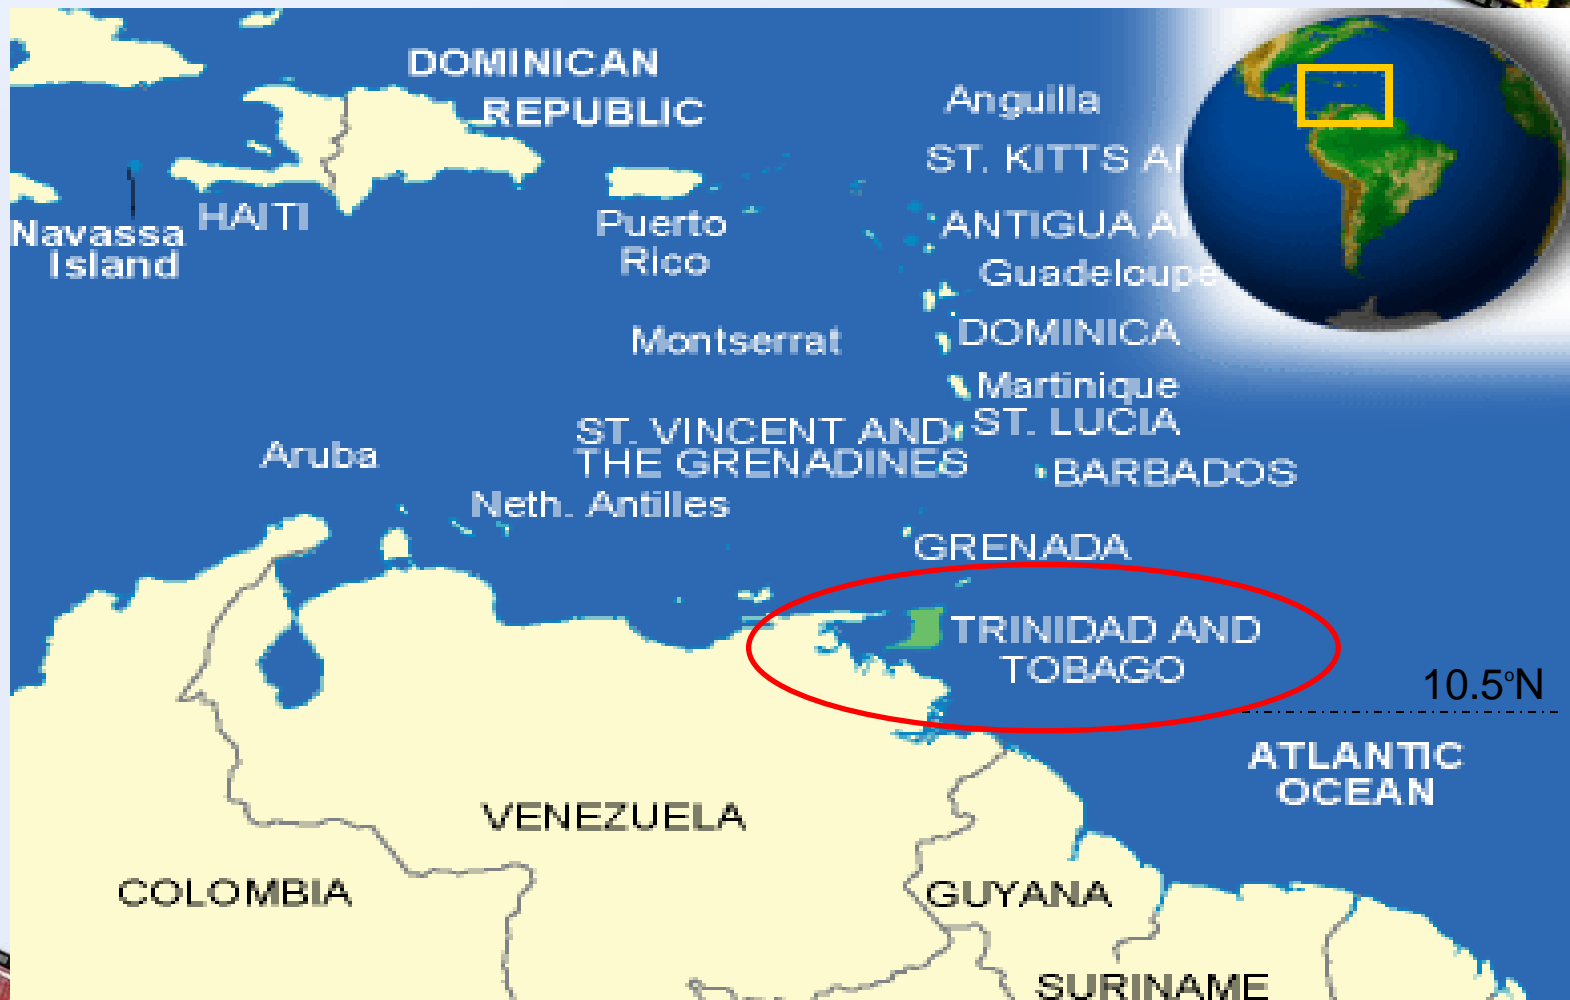 DOMINICAN
REPUBLIC
Anguilla
ST. KITTS A
HAITI
Navassa
Island
Puerto
Rico
ANTIGUA A
Guadeloupe
Montserrat
DOMINICA
Martinique
ST. LUCIA
ST. VINCENT AND
THE GRENADINES
Aruba
BARBADOS
Neth. Antilles
GRENADA
TRINIDAD AND
TOBAGO
10.5°N
ATLANTIC
OCEAN
VENEZUELA
COLOMBIA
GUYANA
SURINAME